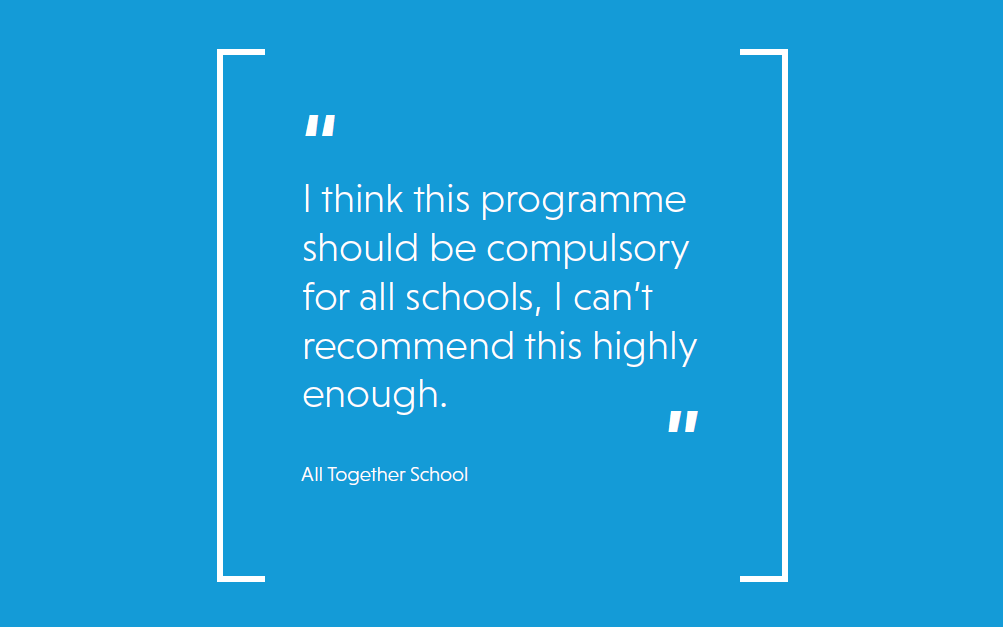 "
I think this programme
should be compulsory
for all schools, I can’t
recommend this highly
enough.
"
All Together School